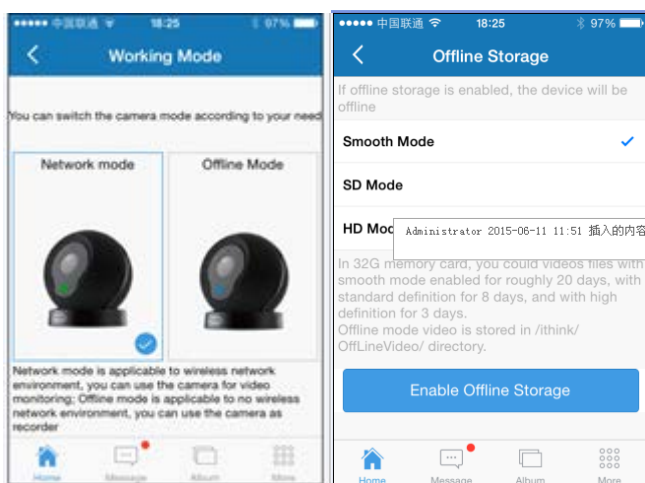 中国联通 18:25 97%
Working Mode
You can switch the camera mode according to your need
Network mode
Offline Mode
Network mode is applicable to wireless network
environment, you can use the camera for video
monitoring; Offline mode is applicable to no wireless
network environment, you can use the camera as
recorder
Home Message Album More
中国联通 18:25 97%
Offline Storage
If offline storage is enabled, the device will be
offline
Smooth Mode
SD Mode
HD Mod
Administrator 2015-06-11 11:51 插入的内容
In 32G memory card, you could videos files with
smooth mode enabled for roughly 20 days, with
standard definition for 8 days, and with high
definition for 3 days.
Offline mode video is stored in /ithink/
OffLineVideo/ directory.
Enable Offline Storage
Home Message Album More